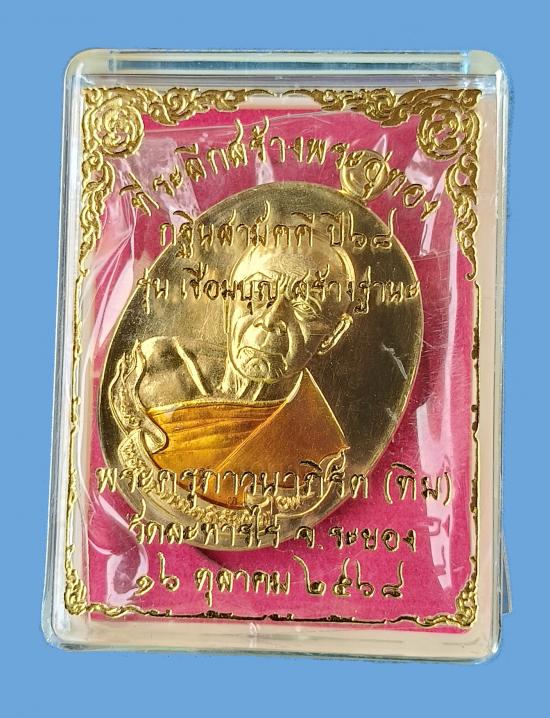 ที่ระลึกสร้างพระอู่ทอง
กฐินสามัคคี ปี๖๘
รุ่น เชื่อมบุญ สร้างฐานะ
พระครูภาวนาภิรัต (ทิม)
วัดละหารไร่ จ.ระยอง
๑๖ ตุลาคม ๒๕๖๘